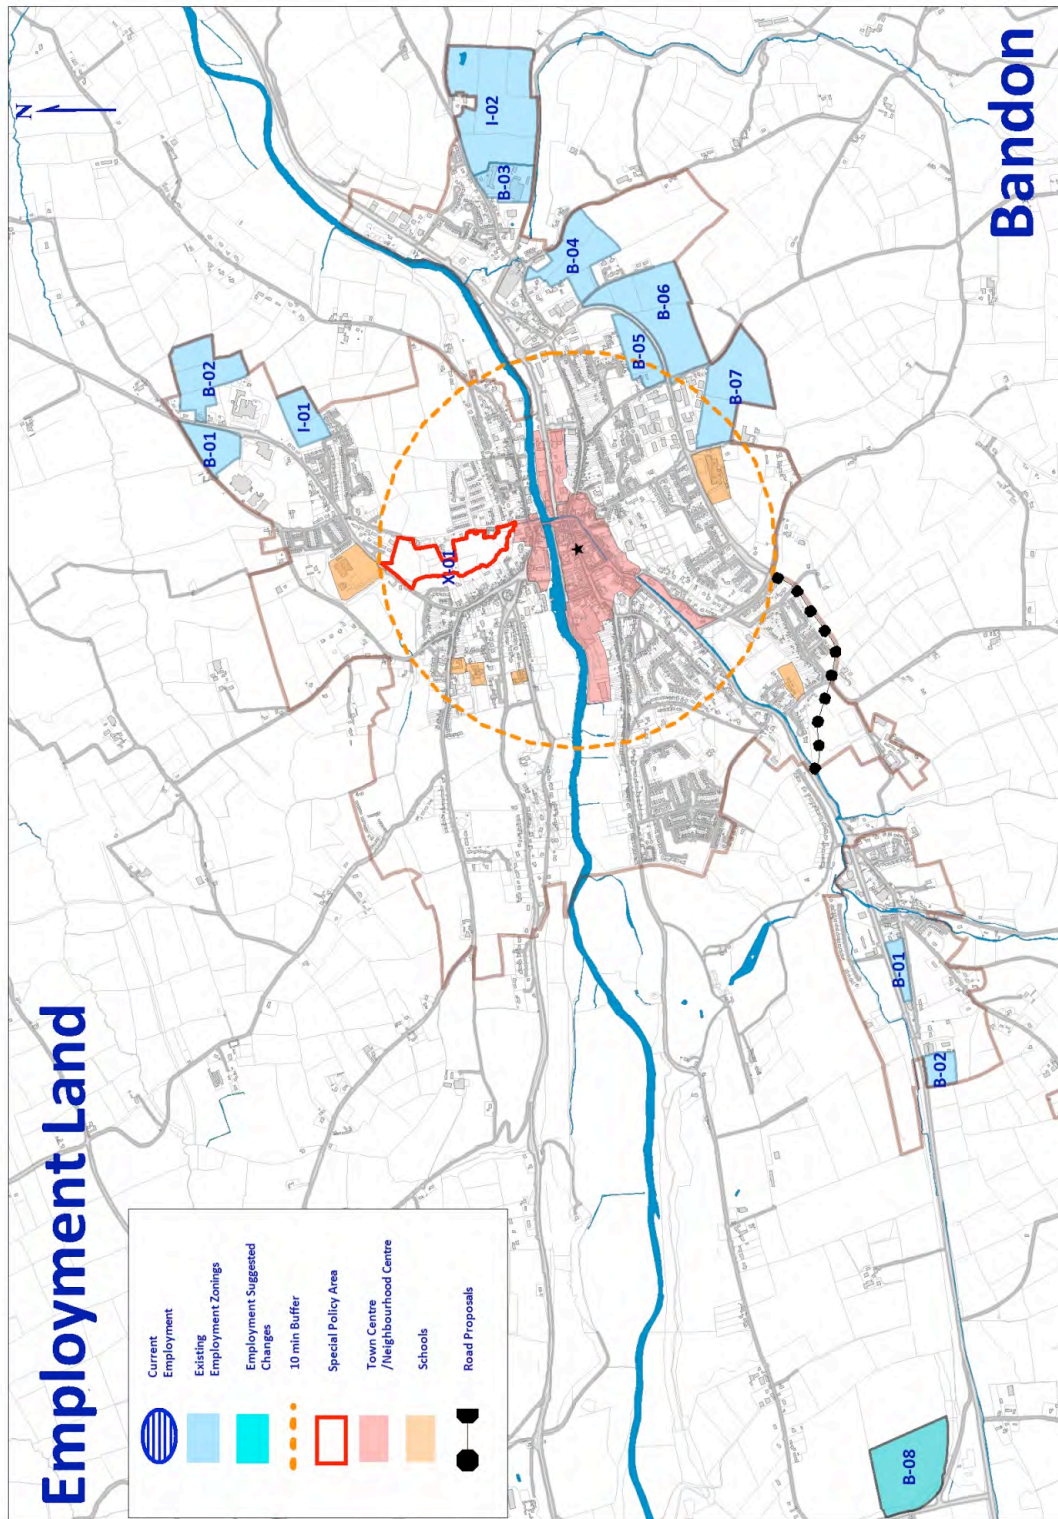 Employment Land
Bandon
N
Current
Employment
Existing
Employment Zonings
Employment Suggested
Changes
10 min Buffer
Special Policy Area
Town Centre
/Neighbourhood Centre
Schools
Road Proposals
B-01
B-02
I-01
X-01
I-02
B-03
B-04
B-05
B-06
B-07
B-01
B-02
B-08